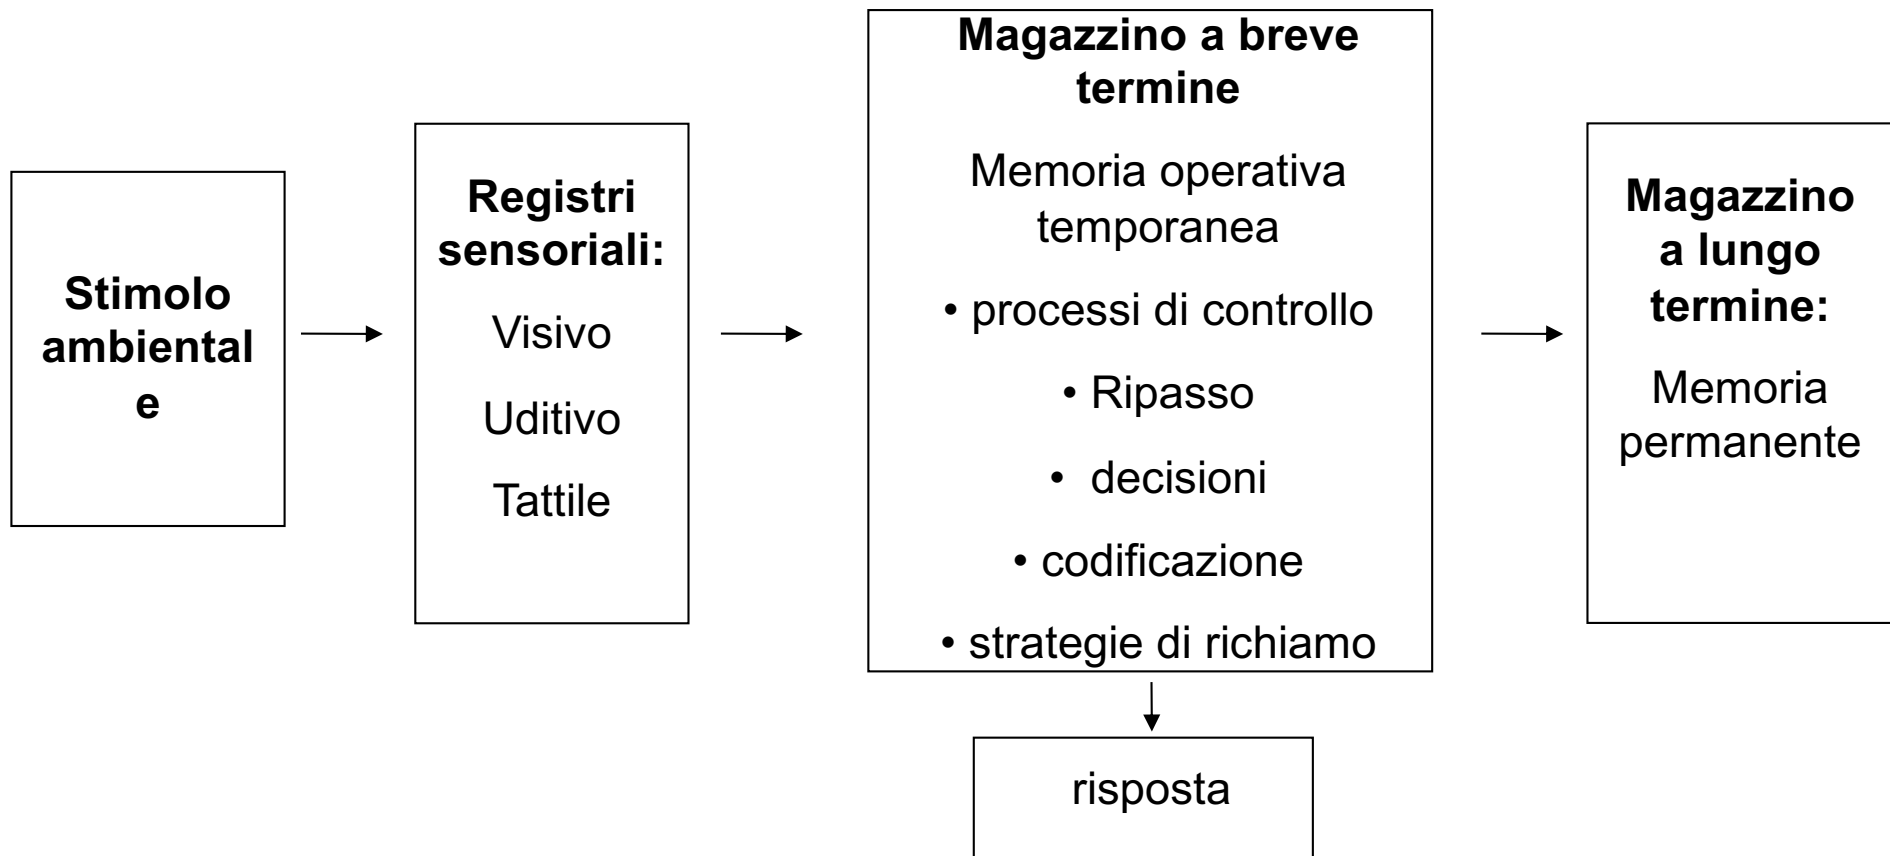 Stimolo
ambiental
e
Registri
sensoriali:
Visivo
Uditivo
Tattile
Magazzino a breve
termine
Memoria operativa
temporanea
• processi di controllo
• Ripasso
• decisioni
• codificazione
• strategie di richiamo
Magazzino
a lungo
termine:
Memoria
permanente
risposta